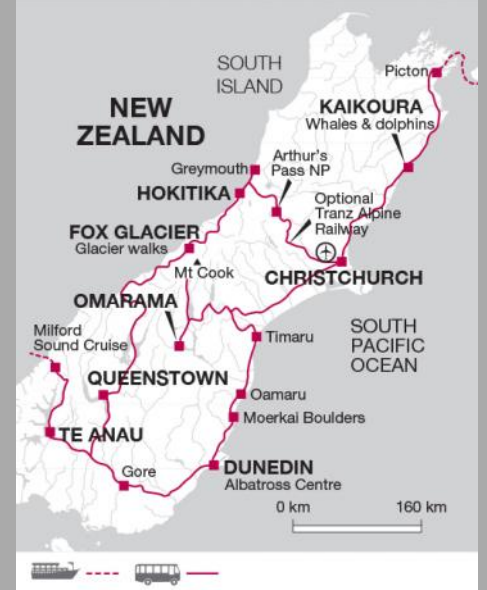 SOUTH
ISLAND
Picton
NEW
ZEALAND
KAIKOURA
Whales & dolphins
Arthur's
Pass NP
Greymouth
HOKITIKA
Optional
Tranz Alpine
Railway
FOX GLACIER
Glacier walks
Mt Cook
CHRISTCHURCH
OMARAMA
Milford
Sound Cruise
Timaru
SOUTH
PACIFIC
OCEAN
QUEENSTOWN
Oamaru
Moerkai Boulders
TE ANAU
Gore
DUNEDIN
Albatross Centre
0 km
160 km